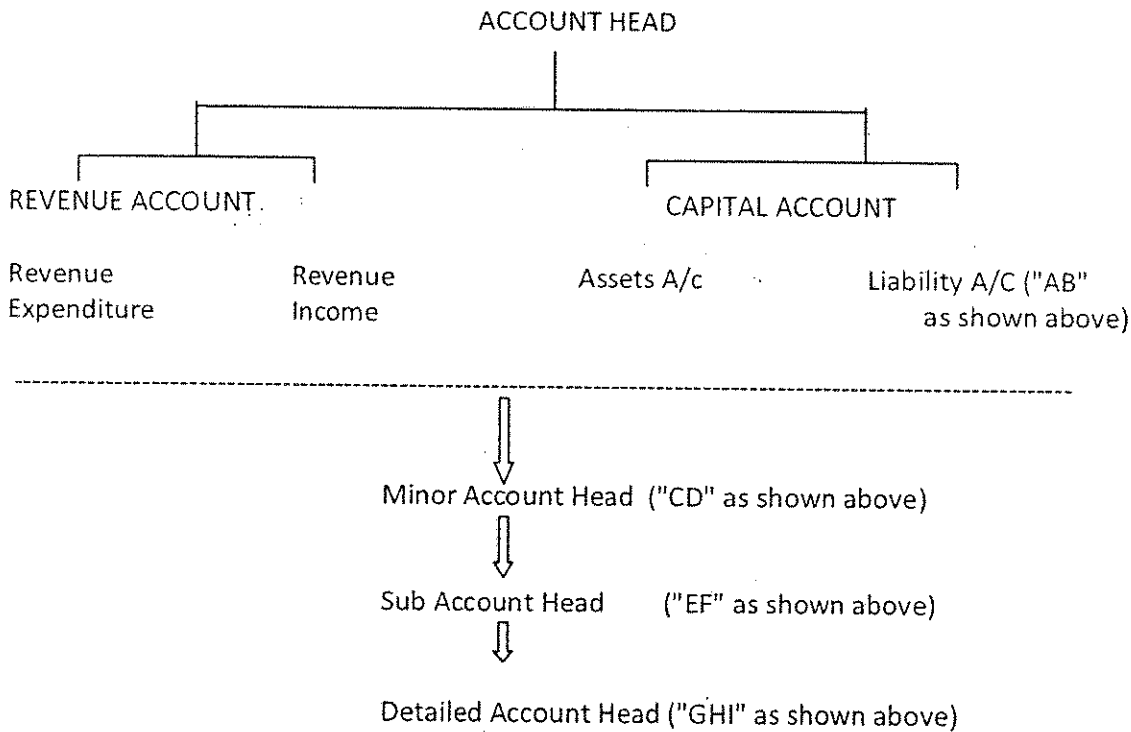 ACCOUNT HEAD
REVENUE ACCOUNT.
CAPITAL ACCOUNT
Revenue Expenditure
Revenue Income
Assets A/c
Liability A/C ("AB" as shown above)
Minor Account Head ("CD" as shown above)
Sub Account Head ("EF" as shown above)
Detailed Account Head ("GHI" as shown above)